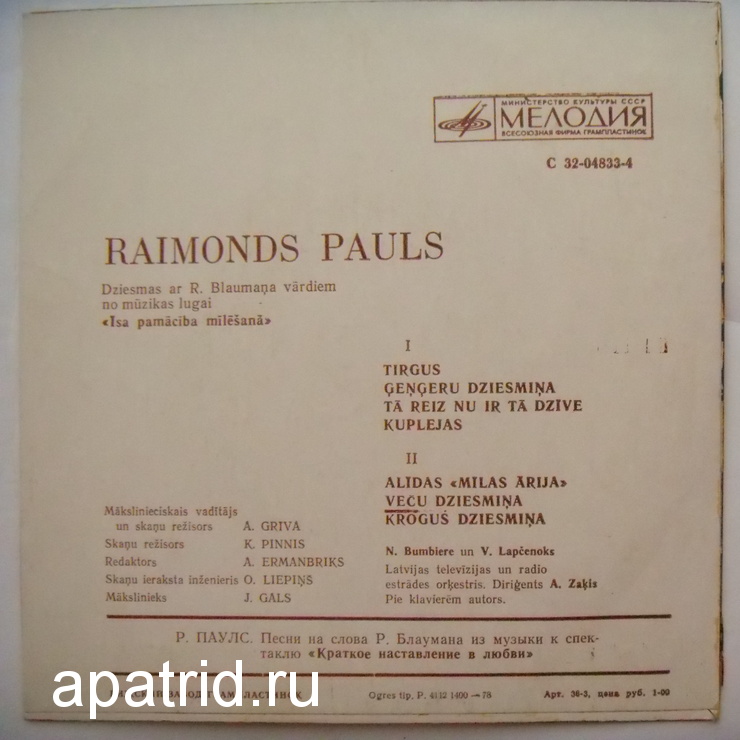 МИНИСТЕРСТВО КУЛЬТУРЫ СССР
МЕЛОДИЯ
ВСЕСОЮЗНАЯ ФИРМА ГРАМПЛАСТИНОК
С 32-04833-4
RAIMONDS PAULS
Dziesmas ar R. Blaumaņa vārdiem
no mūzikas lugai
«Īsa pamācība mīlēšanā»
I
TIRGUS
ĢEŅĢERU DZIESMIŅA
TĀ REIZ NU IR TĀ DZĪVE
KUPLEJAS
II
ALĪDAS «MĪLAS ĀRIJA»
VECU DZIESMIŅA
KROGUS DZIESMIŅA
Mākslinieciskais vadītājs
un skaņu režisors A. GRĪVA
Skaņu režisors K. PINNIS
Redaktors A. ERMANBRIKS
Skaņu ieraksta inženieris O. LIEPIŅŠ
Mākslinieks J. GALS
N. Bumbiere un V. Lapčenoks
Latvijas televīzijas un radio
estrādes orķestris. Diriģents A. Zaķis
Pie klavierēm autors.
Р. ПАУЛС. Песни на слова Р. Блаумана из музыки к спек-
таклю «Краткое наставление в любви»
Ogres tip. P. 4112 1400—78
Арт. 36-3, цена руб. 1-00
apatrid.ru